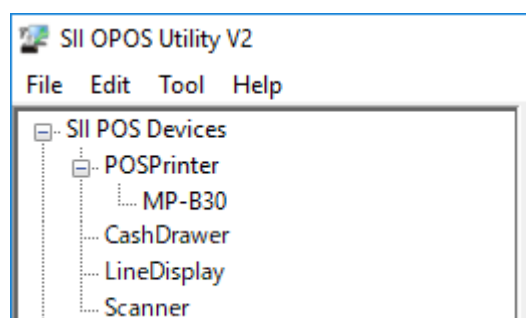 SII OPOS Utility V2
File Edit Tool Help
SII POS Devices
POSPrinter
MP-B30
CashDrawer
LineDisplay
Scanner